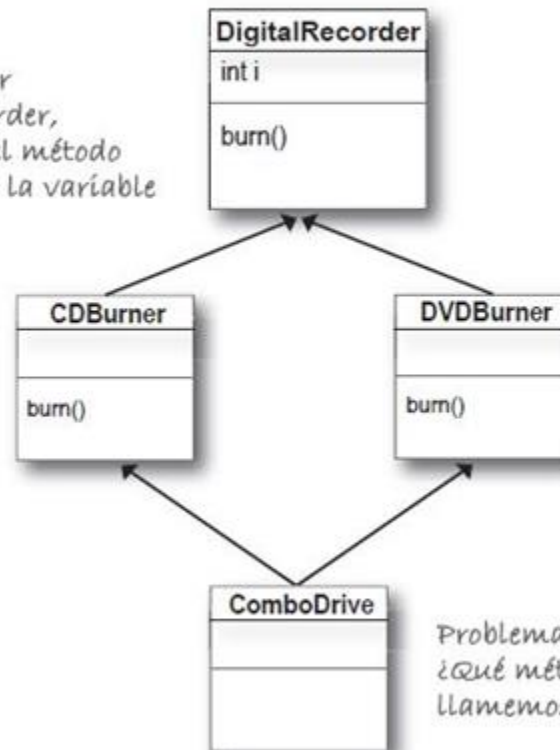 DigitalRecorder
int i
burn()
r
rder,
l método
la variable
CDBurner
burn()
DVDBurner
burn()
ComboDrive
Problema
¿Qué mét
llamemos